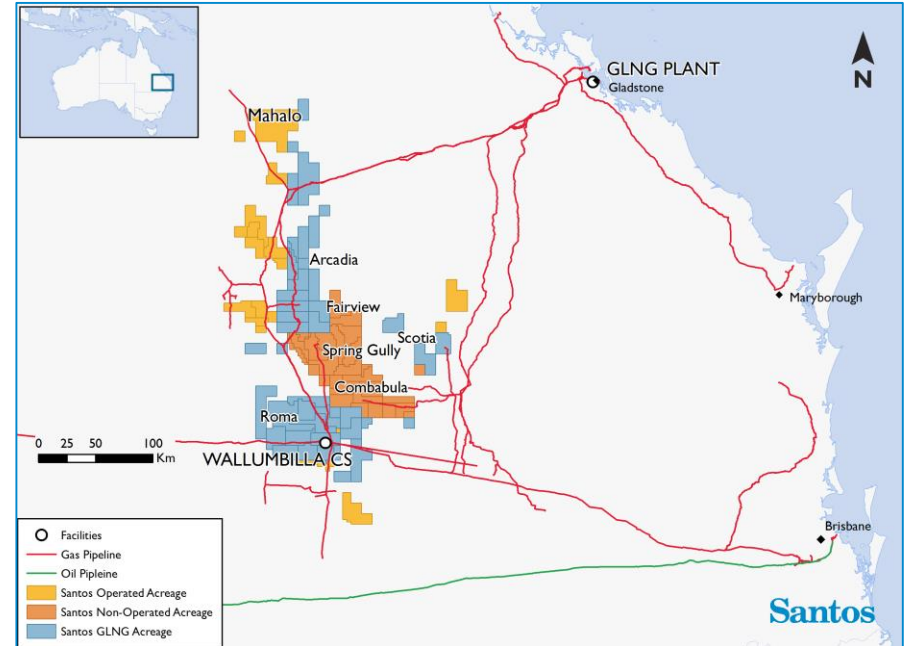 GLNG PLANT
Gladstone
N
Mahalo
Arcadia
Fairview
Maryborough
Scotia
Spring Gully
Combabula
Roma
0 25 50 100
Km
WALLUMBILLA CS
Brisbane
Facilities
Gas Pipeline
Oil Pipleine
Santos Operated Acreage
Santos Non-Operated Acreage
Santos GLNG Acreage
Santos